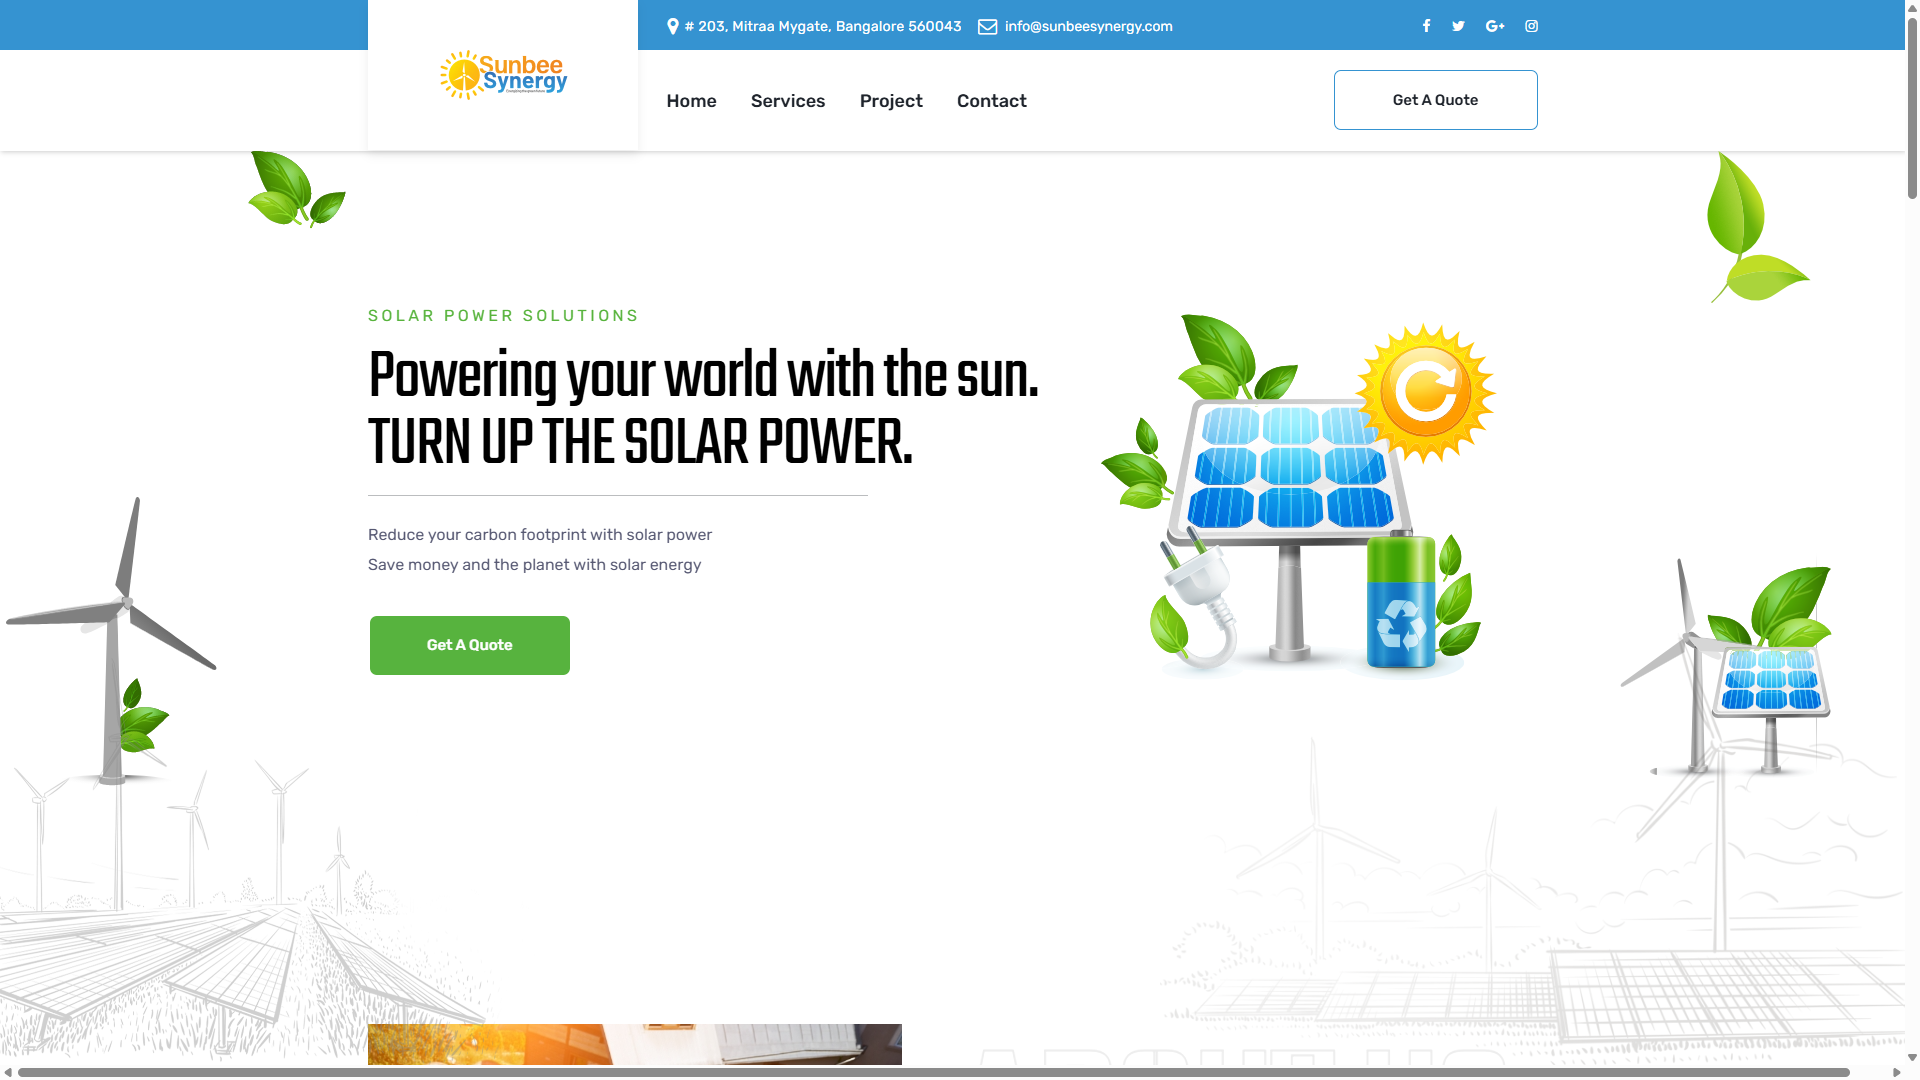 # 203, Mitraa Mygate, Bangalore 560043
info@sunbeesynergy.com
Sunbee
Synergy
Home
Services
Project
Contact
Get A Quote
SOLAR POWER SOLUTIONS
Powering your world with the sun.
TURN UP THE SOLAR POWER.
Reduce your carbon footprint with solar power
Save money and the planet with solar energy
Get A Quote
ABOUT US